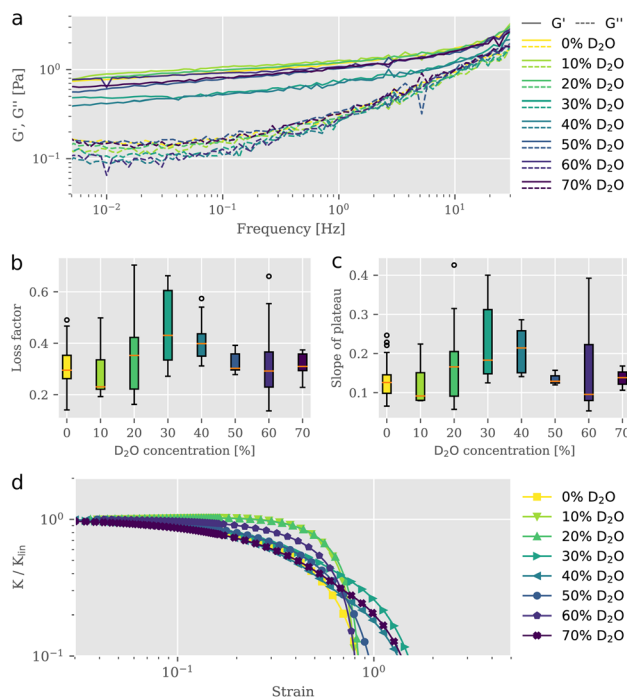 a
G', G'' [Pa]
10⁰
10⁻¹
10⁻² 10⁻¹ 10⁰ 10¹
Frequency [Hz]
G' G''
0% D₂O
10% D₂O
20% D₂O
30% D₂O
40% D₂O
50% D₂O
60% D₂O
70% D₂O
b
Loss factor
0.6
0.4
0.2
0 10 20 30 40 50 60 70
D₂O concentration [%]
c
Slope of plateau
0.4
0.3
0.2
0.1
0 10 20 30 40 50 60 70
D₂O concentration [%]
d
K / Kₗᵢₙ
10⁰
10⁻¹
10⁻¹ 10⁰
Strain
0% D₂O
10% D₂O
20% D₂O
30% D₂O
40% D₂O
50% D₂O
60% D₂O
70% D₂O